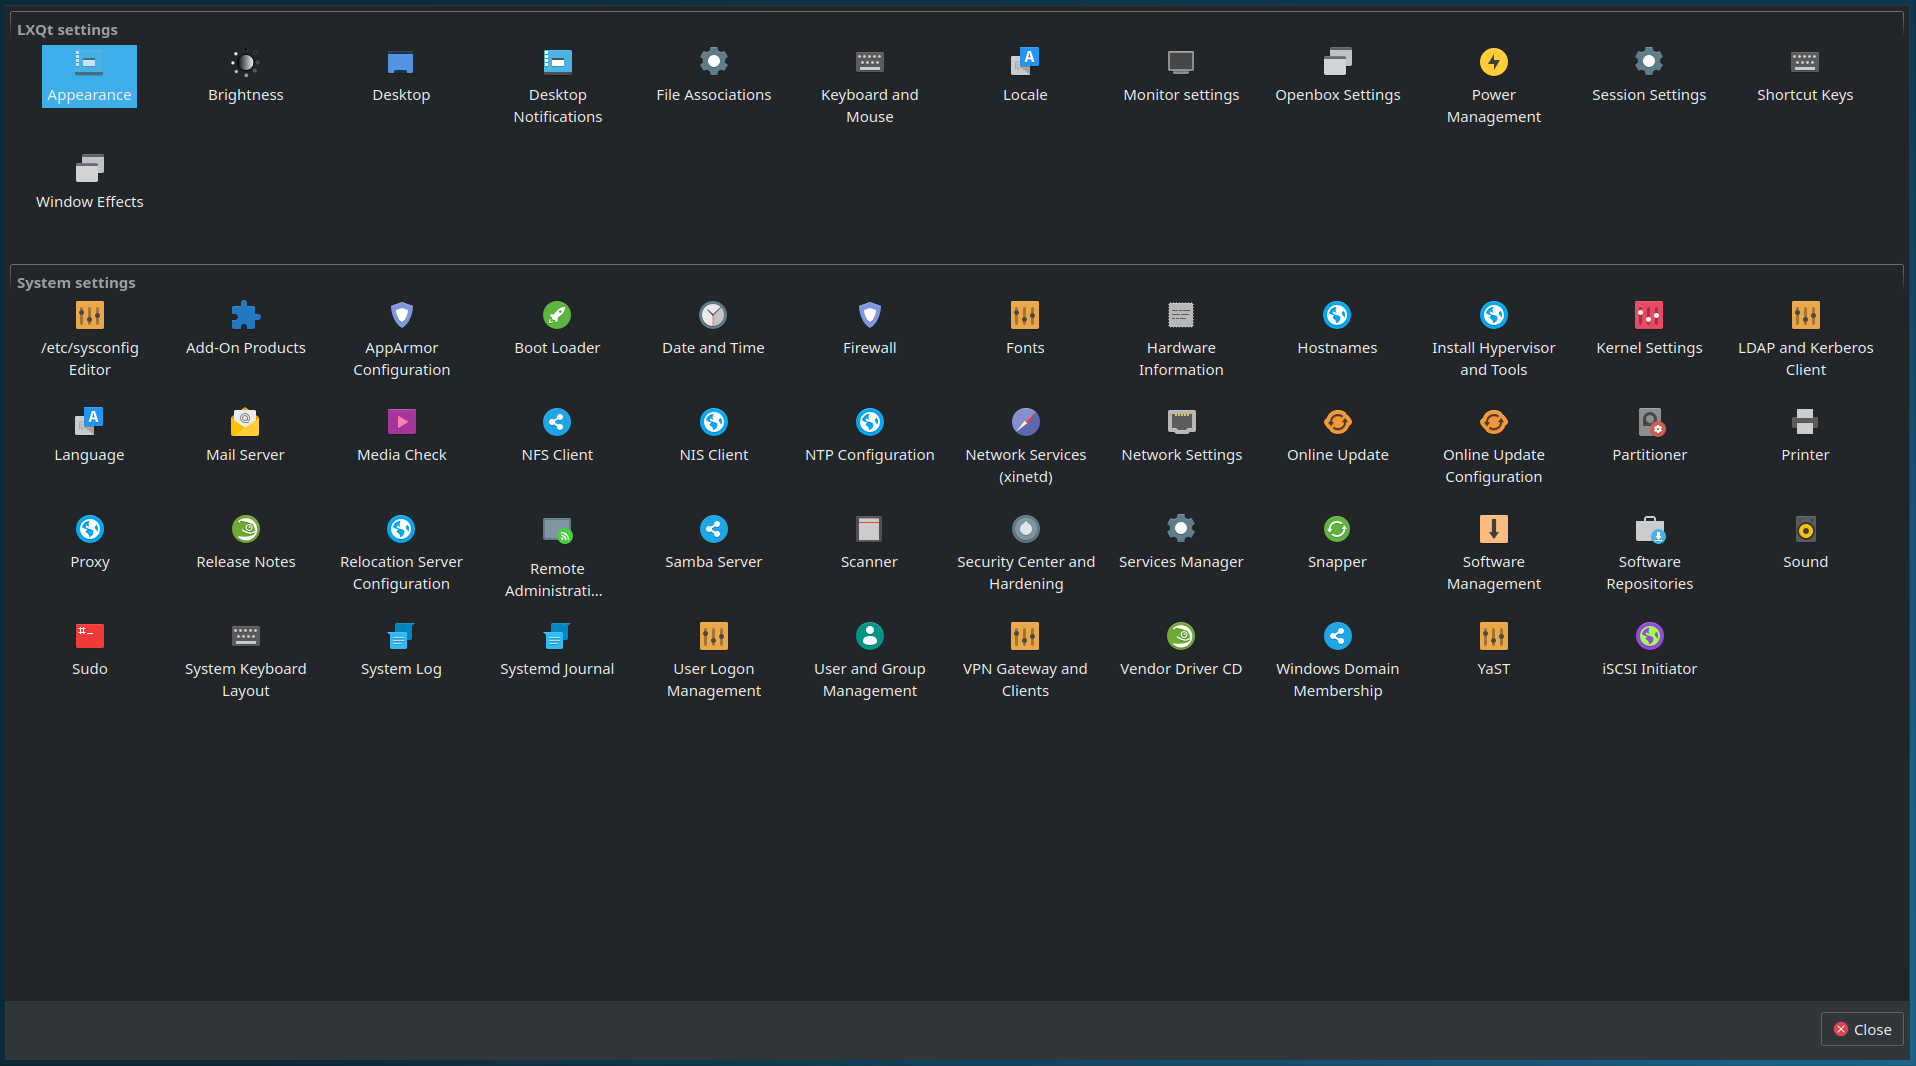 LXQt settings
Appearance
Brightness
Desktop
Desktop
Notifications
File Associations
Keyboard and
Mouse
Locale
Monitor settings
Openbox Settings
Power
Management
Session Settings
Shortcut Keys
Window Effects
System settings
/etc/sysconfig
Editor
Add-On Products
AppArmor
Configuration
Boot Loader
Date and Time
Firewall
Fonts
Hardware
Information
Hostnames
Install Hypervisor
and Tools
Kernel Settings
LDAP and Kerberos
Client
Language
Mail Server
Media Check
NFS Client
NIS Client
NTP Configuration
Network Services
(xinetd)
Network Settings
Online Update
Online Update
Configuration
Partitioner
Printer
Proxy
Release Notes
Relocation Server
Configuration
Remote
Administrati...
Samba Server
Scanner
Security Center and
Hardening
Services Manager
Snapper
Software
Management
Software
Repositories
Sound
Sudo
System Keyboard
Layout
System Log
Systemd Journal
User Logon
Management
User and Group
Management
VPN Gateway and
Clients
Vendor Driver CD
Windows Domain
Membership
YaST
iSCSI Initiator
Close